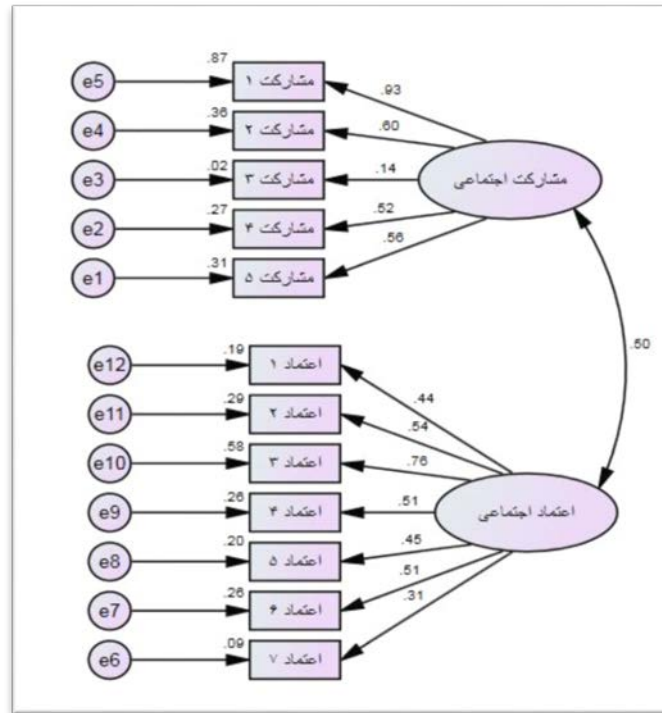 .87
e5
مشارکت ۱
.93
.36
e4
مشارکت ۲
.60
.02
e3
مشارکت ۳
.14
مشارکت اجتماعی
.27
e2
مشارکت ۴
.52
.31
e1
مشارکت ۵
.56
.50
.19
e12
اعتماد ۱
.44
.29
e11
اعتماد ۲
.54
.58
e10
اعتماد ۳
.76
.26
e9
اعتماد ۴
.51
اعتماد اجتماعی
.20
e8
اعتماد ۵
.45
.26
e7
اعتماد ۶
.51
.09
e6
اعتماد ۷
.31